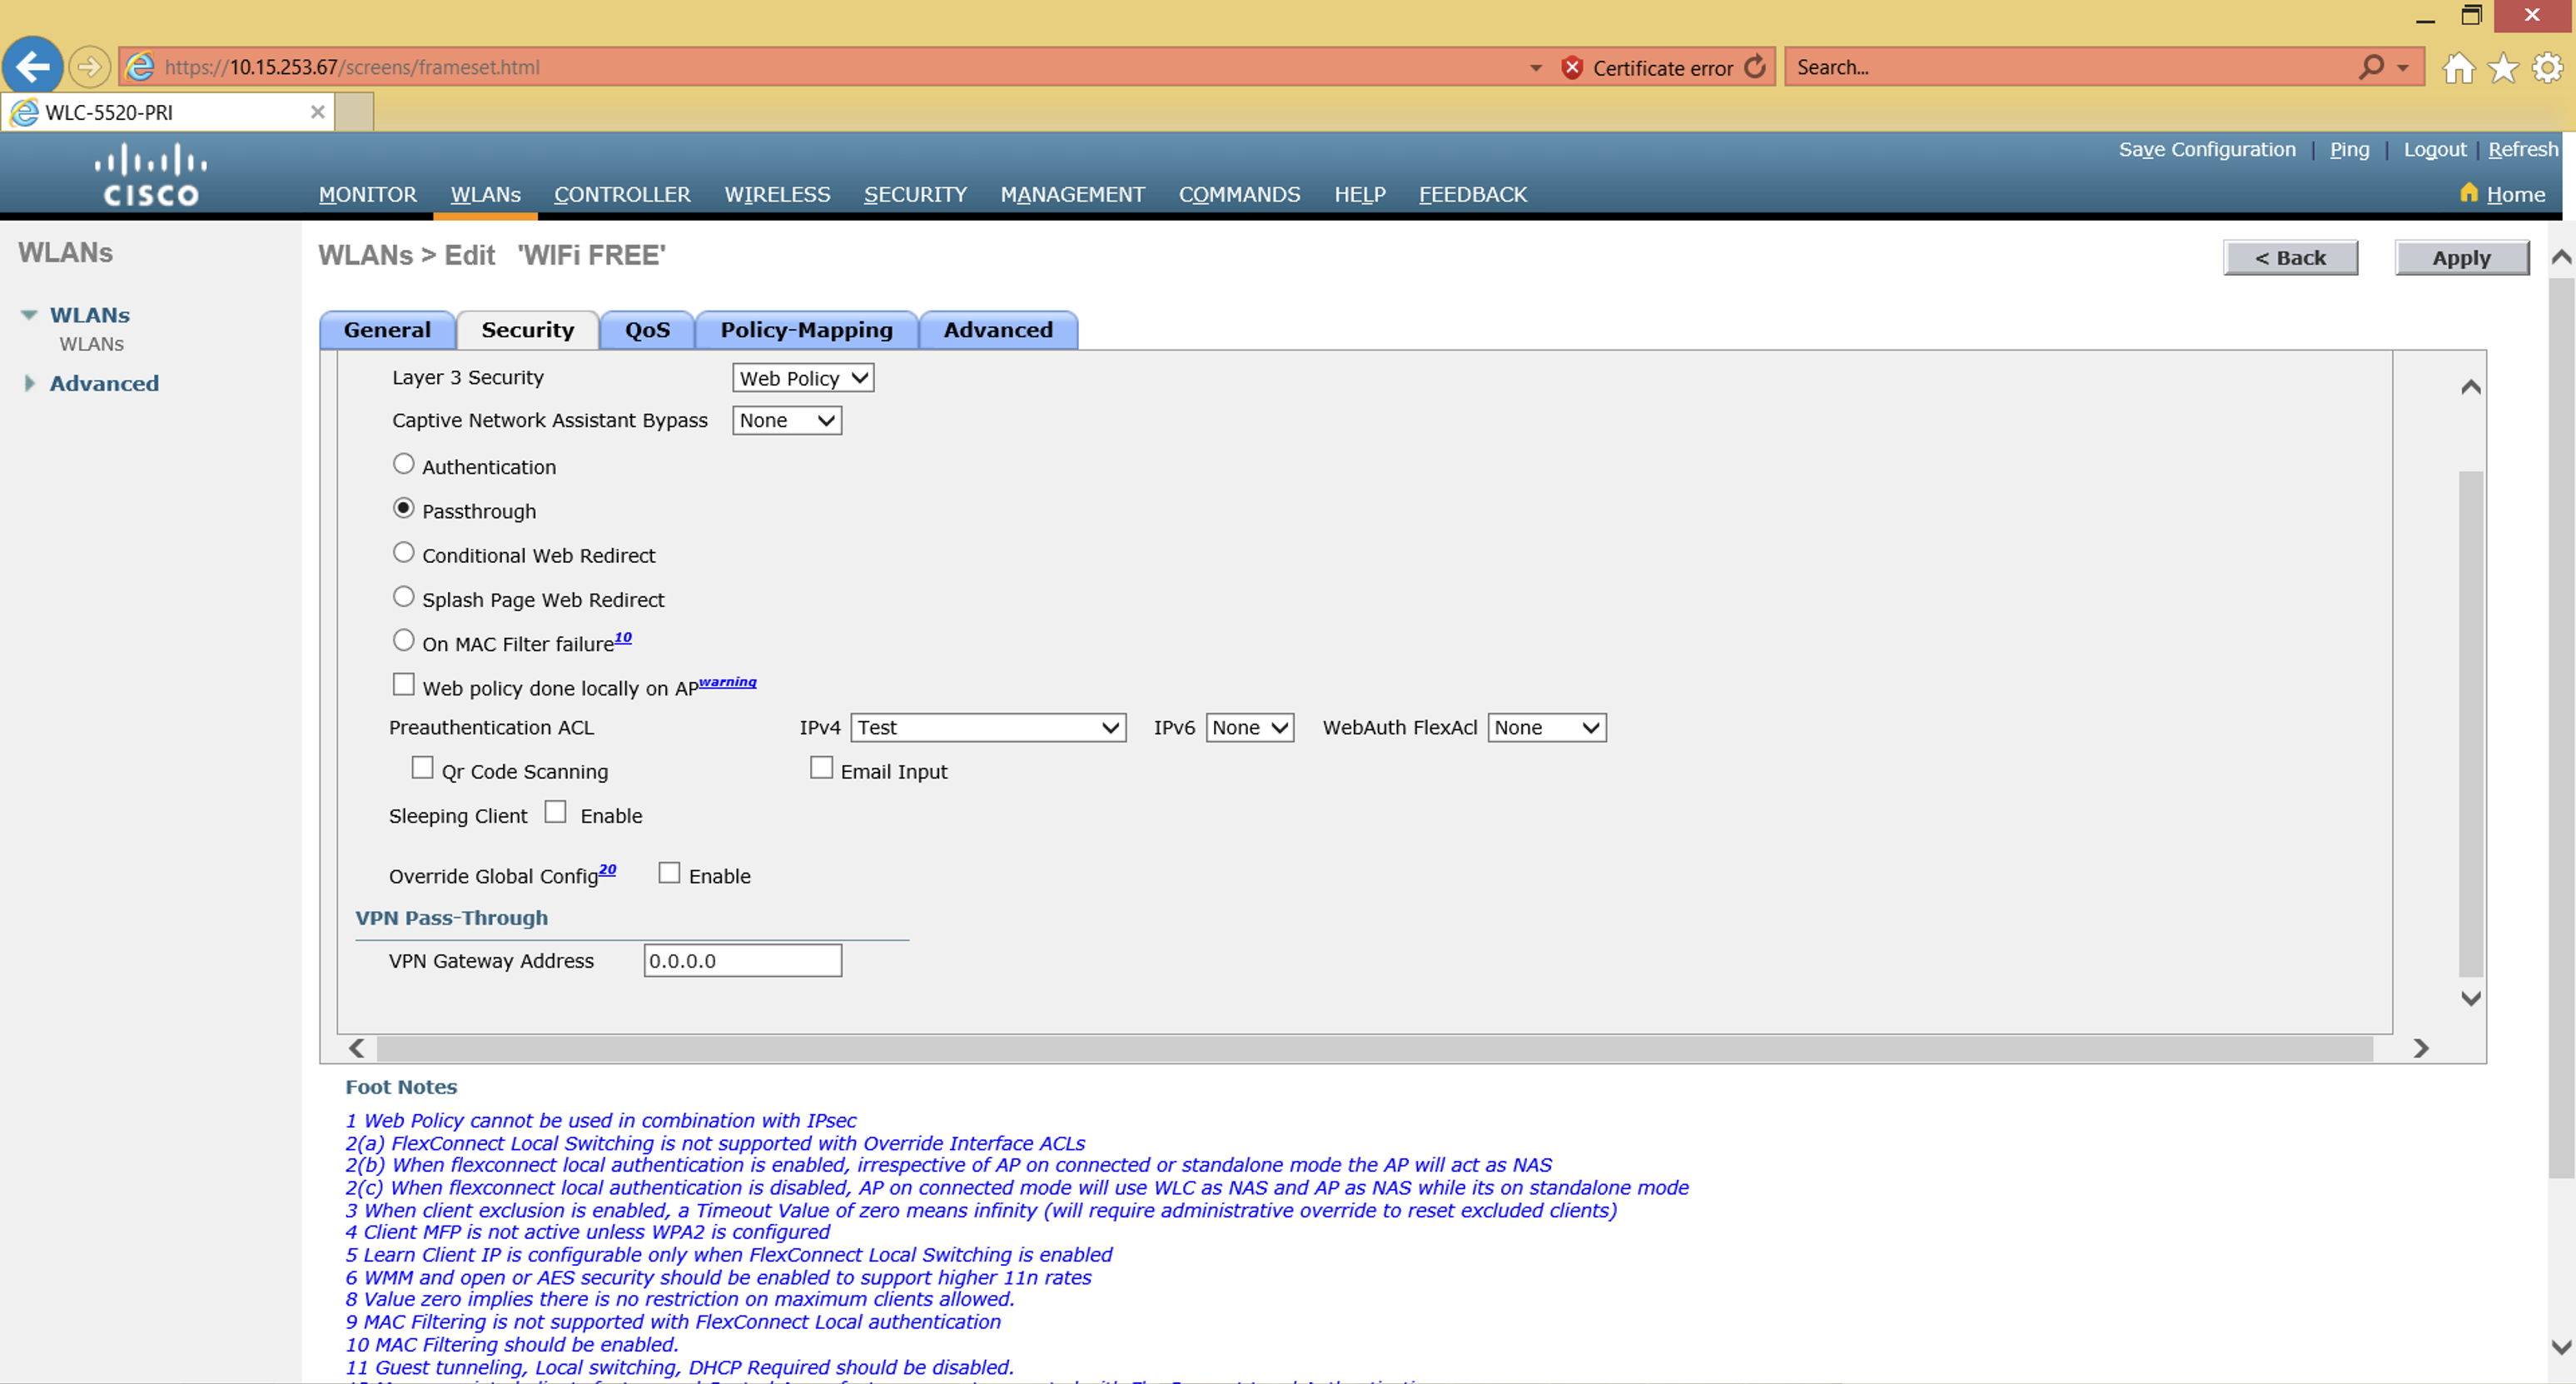 https://10.15.253.67/screens/frameset.html Certificate error Search...
WLC-5520-PRI
Save Configuration | Ping | Logout | Refresh
CISCO
MONITOR WLANs CONTROLLER WIRELESS SECURITY MANAGEMENT COMMANDS HELP FEEDBACK Home
WLANs
WLANs > Edit 'WIFi FREE'
< Back Apply
WLANs
WLANs
Advanced
General Security QoS Policy-Mapping Advanced
Layer 3 Security Web Policy
Captive Network Assistant Bypass None
Authentication
Passthrough
Conditional Web Redirect
Splash Page Web Redirect
On MAC Filter failure10
Web policy done locally on APwarning
Preauthentication ACL IPv4 Test IPv6 None WebAuth FlexAcl None
Qr Code Scanning Email Input
Sleeping Client Enable
Override Global Config20 Enable
VPN Pass-Through
VPN Gateway Address 0.0.0.0
Foot Notes
1 Web Policy cannot be used in combination with IPsec
2(a) FlexConnect Local Switching is not supported with Override Interface ACLs
2(b) When flexconnect local authentication is enabled, irrespective of AP on connected or standalone mode the AP will act as NAS
2(c) When flexconnect local authentication is disabled, AP on connected mode will use WLC as NAS and AP as NAS while its on standalone mode
3 When client exclusion is enabled, a Timeout Value of zero means infinity (will require administrative override to reset excluded clients)
4 Client MFP is not active unless WPA2 is configured
5 Learn Client IP is configurable only when FlexConnect Local Switching is enabled
6 WMM and open or AES security should be enabled to support higher 11n rates
8 Value zero implies there is no restriction on maximum clients allowed.
9 MAC Filtering is not supported with FlexConnect Local authentication
10 MAC Filtering should be enabled.
11 Guest tunneling, Local switching, DHCP Required should be disabled.